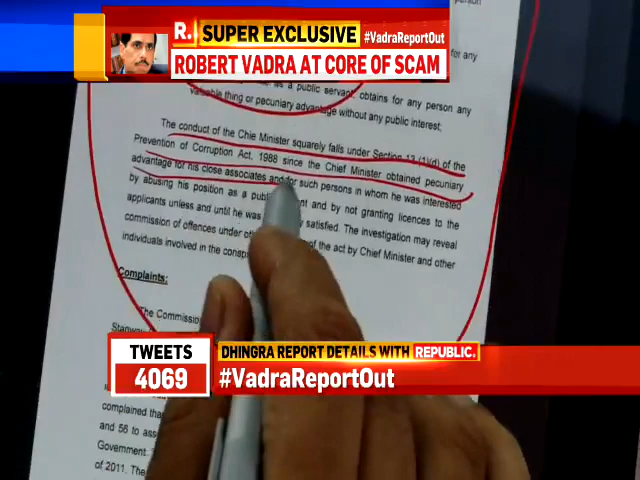 R. SUPER EXCLUSIVE #VadraReportOut
ROBERT VADRA AT CORE OF SCAM
person
for any
as a public servant, obtains for any person any
valuable thing or pecuniary advantage without any public interest;
The conduct of the Chie Minister squarely falls under Section 13 (1)(d) of the
Prevention of Corruption Act, 1988 since the Chief Minister obtained pecuniary
advantage for his close associates and for such persons in whom he was interested
by abusing his position as a and by not granting licences to the
applicants unless and until he was satisfied. The investigation may reveal
commission of offences under of the act by Chief Minister and other
individuals involved in the
Complaints:
The Commission
TWEETS
4069
DHINGRA REPORT DETAILS WITH REPUBLIC.
#VadraReportOut
complained
and 56 to
Government.
of 2011. The